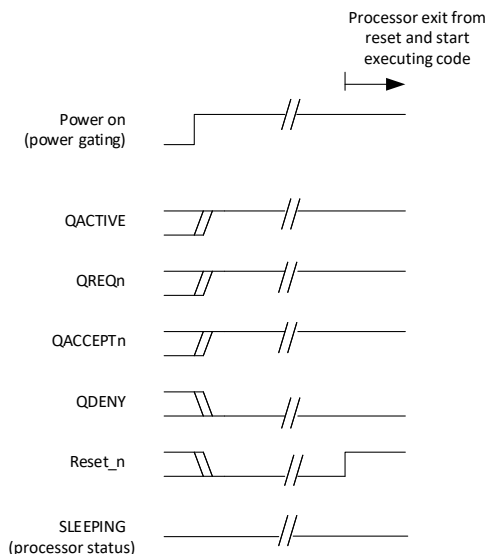 Processor exit from
reset and start
executing code
Power on
(power gating)
QACTIVE
QREQn
QACCEPTn
QDENY
Reset_n
SLEEPING
(processor status)